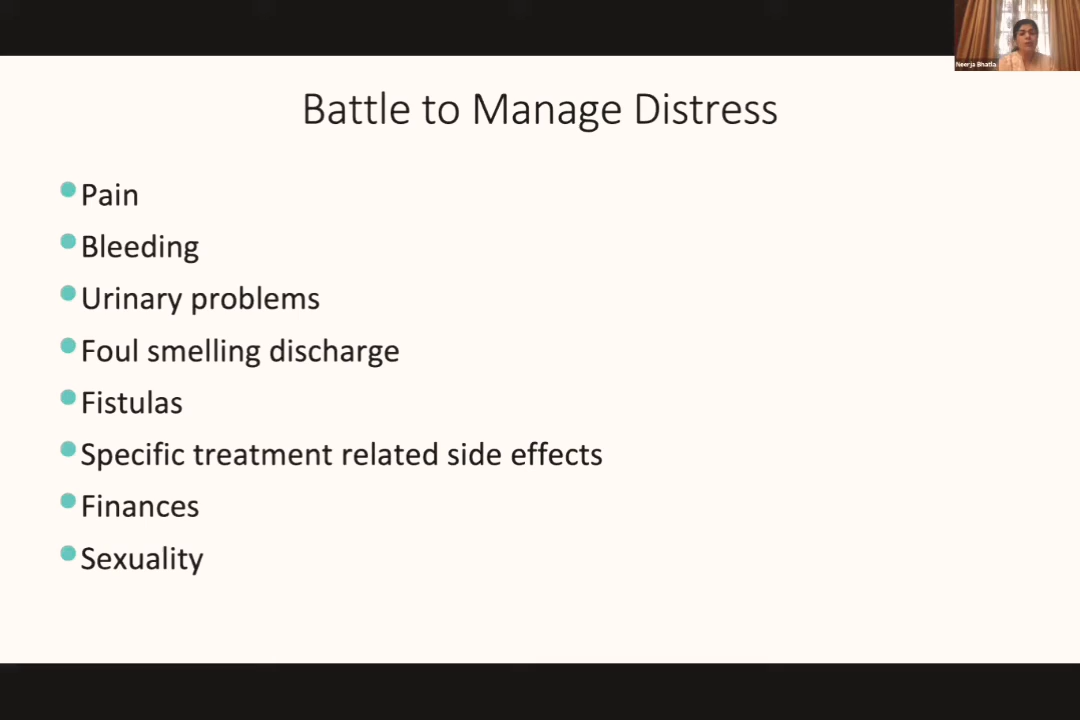 Neerja Bhatla
Battle to Manage Distress
Pain
Bleeding
Urinary problems
Foul smelling discharge
Fistulas
Specific treatment related side effects
Finances
Sexuality